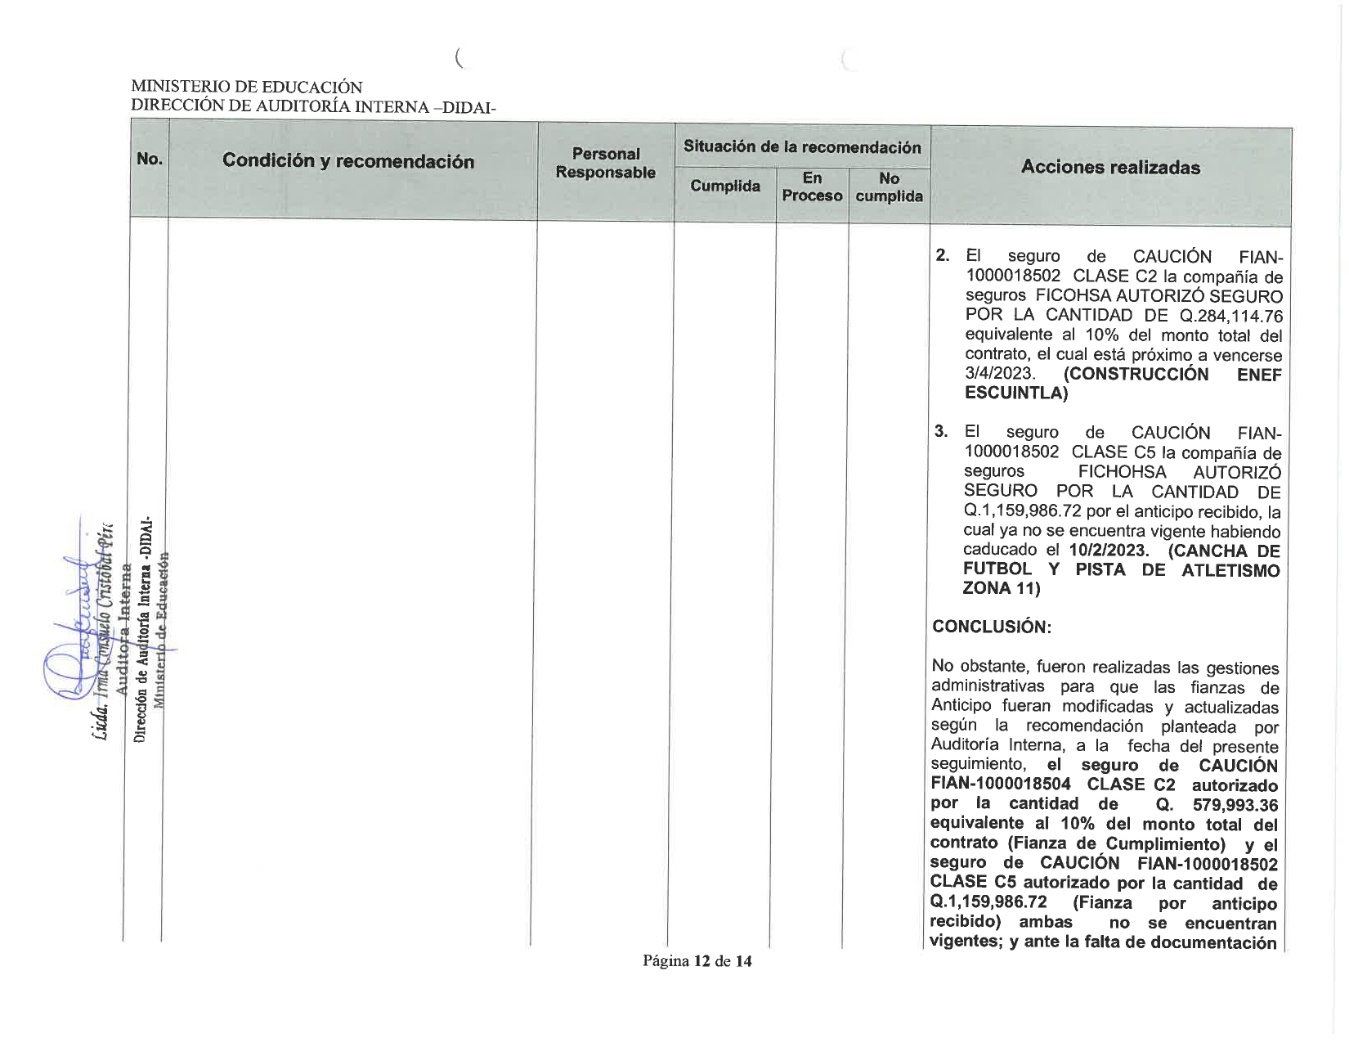 MINISTERIO DE EDUCACIÓN
DIRECCIÓN DE AUDITORÍA INTERNA –DIDAI-
No.
Condición y recomendación
Personal
Responsable
Situación de la recomendación
Cumplida
En
Proceso
No
cumplida
Acciones realizadas
2. El seguro de CAUCIÓN FIAN-
1000018502 CLASE C2 la compañía de
seguros FICOHSA AUTORIZÓ SEGURO
POR LA CANTIDAD DE Q.284,114.76
equivalente al 10% del monto total del
contrato, el cual está próximo a vencerse
3/4/2023. (CONSTRUCCIÓN ENEF
ESCUINTLA)
3. El seguro de CAUCIÓN FIAN-
1000018502 CLASE C5 la compañía de
seguros FICHOHSA AUTORIZÓ
SEGURO POR LA CANTIDAD DE
Q.1,159,986.72 por el anticipo recibido, la
cual ya no se encuentra vigente habiendo
caducado el 10/2/2023. (CANCHA DE
FUTBOL Y PISTA DE ATLETISMO
ZONA 11)
CONCLUSIÓN:
No obstante, fueron realizadas las gestiones
administrativas para que las fianzas de
Anticipo fueran modificadas y actualizadas
según la recomendación planteada por
Auditoría Interna, a la fecha del presente
seguimiento, el seguro de CAUCIÓN
FIAN-1000018504 CLASE C2 autorizado
por la cantidad de Q. 579,993.36
equivalente al 10% del monto total del
contrato (Fianza de Cumplimiento) y el
seguro de CAUCIÓN FIAN-1000018502
CLASE C5 autorizado por la cantidad de
Q.1,159,986.72 (Fianza por anticipo
recibido) ambas no se encuentran
vigentes; y ante la falta de documentación
Licda. Irma Consuelo Cristóbal
Auditora Interna
Dirección de Auditoría Interna -DIDAI-
Ministerio de Educación
Página 12 de 14